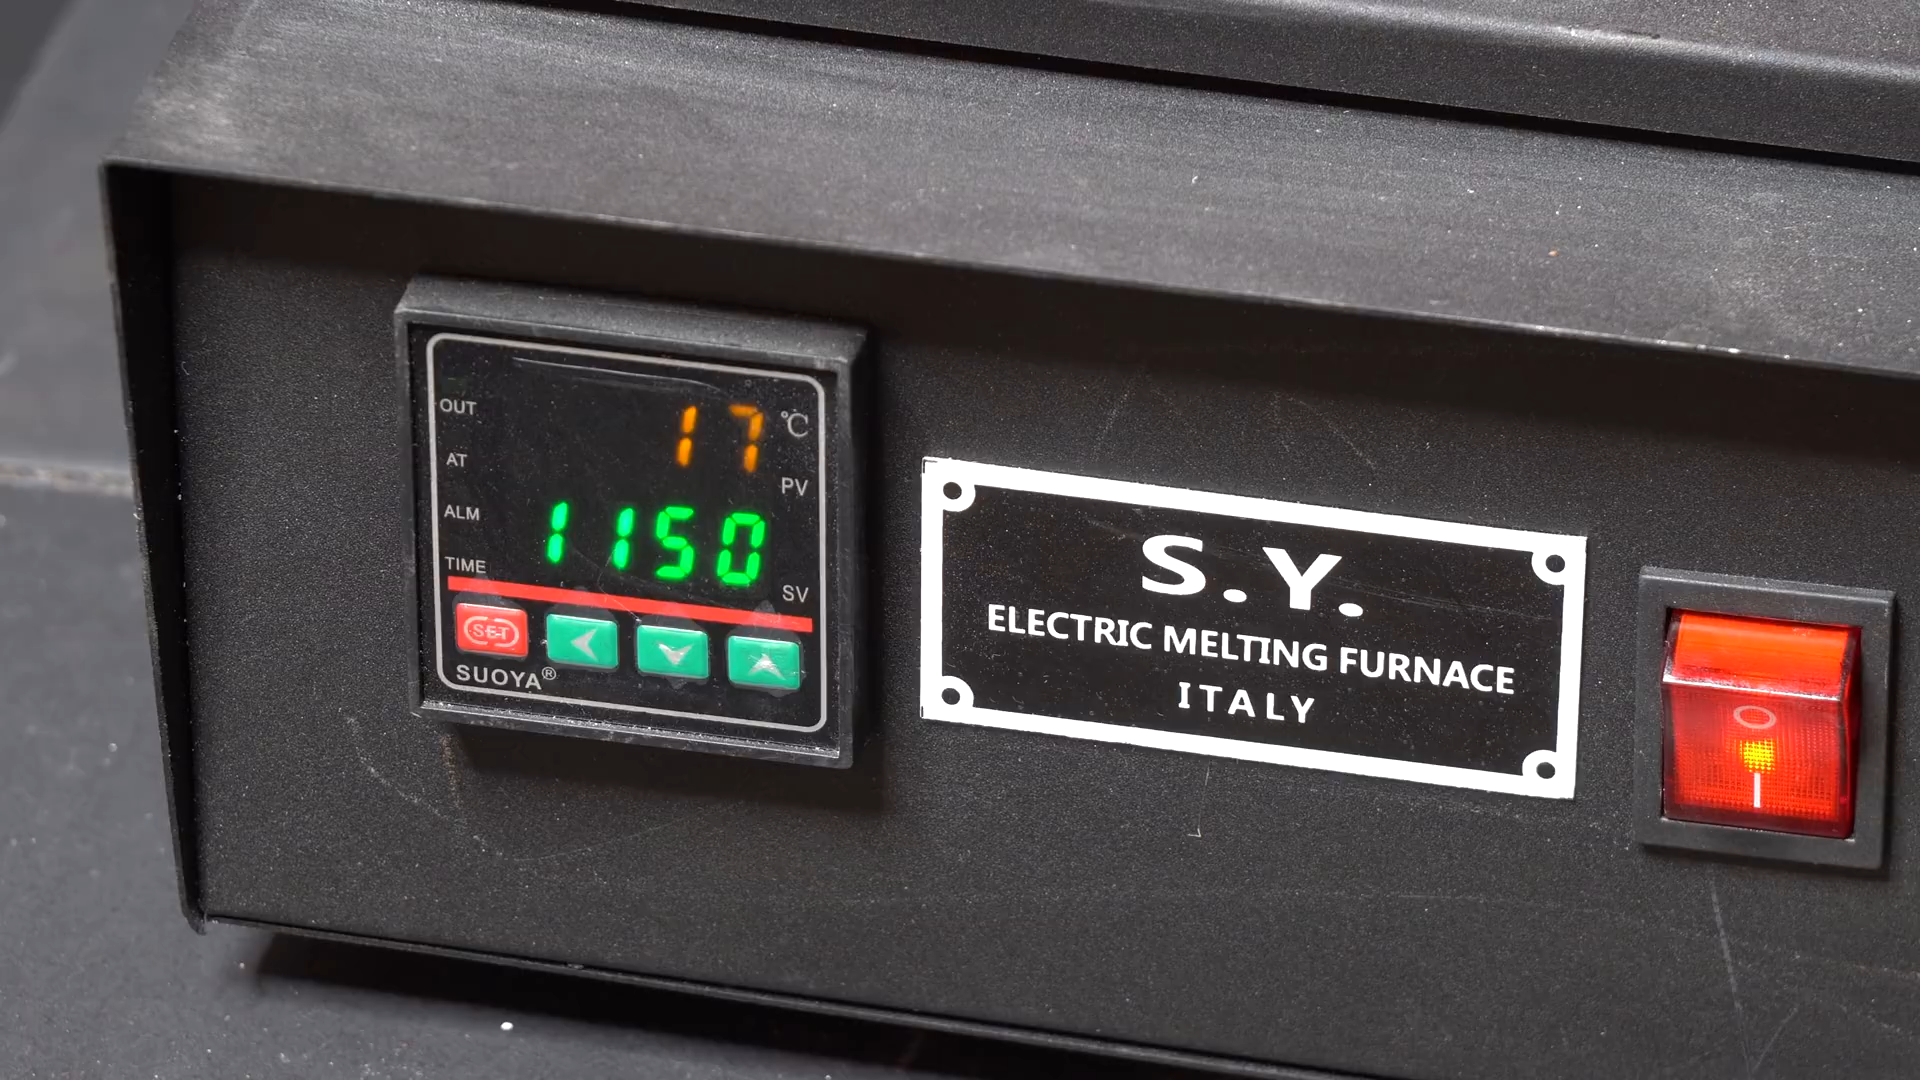 OUT
17 °C
AT
PV
ALM
1150
TIME
SV
SET
SUOYA®
S.Y.
ELECTRIC MELTING FURNACE
ITALY